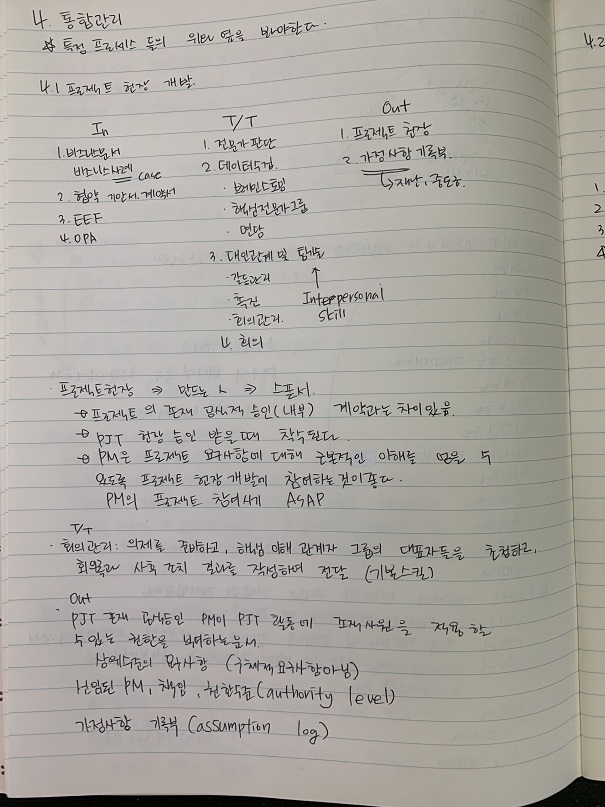 4. 통합관리
☆ 특정 프로세스 들의 위터 옆을 봐야한다.
4.1 프로젝트 헌장 개발.
In
1. 비즈니스문서
비즈니스사례 case
2. 협약 기안서. 계약서
3. EEF
4. OPA
T/T
1. 전문가 판단
2. 데이터수집.
· 브레인스토밍
· 핵심전문가그룹
· 면담
3. 대인관계 및 팀기술
· 갈등관리
· 촉진
· 회의관리.
4. 회의
↑
Interpersonal
skill
Out
1. 프로젝트 헌장
2. 가정사항 기록부.
↳ 재난, 중도하.
· 프로젝트헌장 ⇒ 만드는 ⇒ 스폰서.
프로젝트의 존재 공식적 승인(내부) 계약과는 차이있음.
PJT 헌장 승인 받을때 착수된다.
PM은 프로젝트 요구사항에 대해 근본적인 이해를 얻을 수
있도록 프로젝트 헌장 개발에 참여하는것이 좋다.
PM의 프로젝트 참여시기 ASAP
T/T
· 회의관리: 의제를 준비하고, 핵심 이해 관계자 그룹의 대표자들을 초청하고,
회의록과 사후 조치 결과를 작성하며 전달 (기본스킬)
Out
· PJT 존재 공식승인 PM이 PJT 활동에 조직자원을 적용 할
수 있는 권한을 부여하는문서.
상위수준의 요구사항 (구체적요구사항아님)
선임된 PM, 책임, 권한수준(authority level)
가정사항 기록부 (assumption log)
4.2
1.
2
3
4